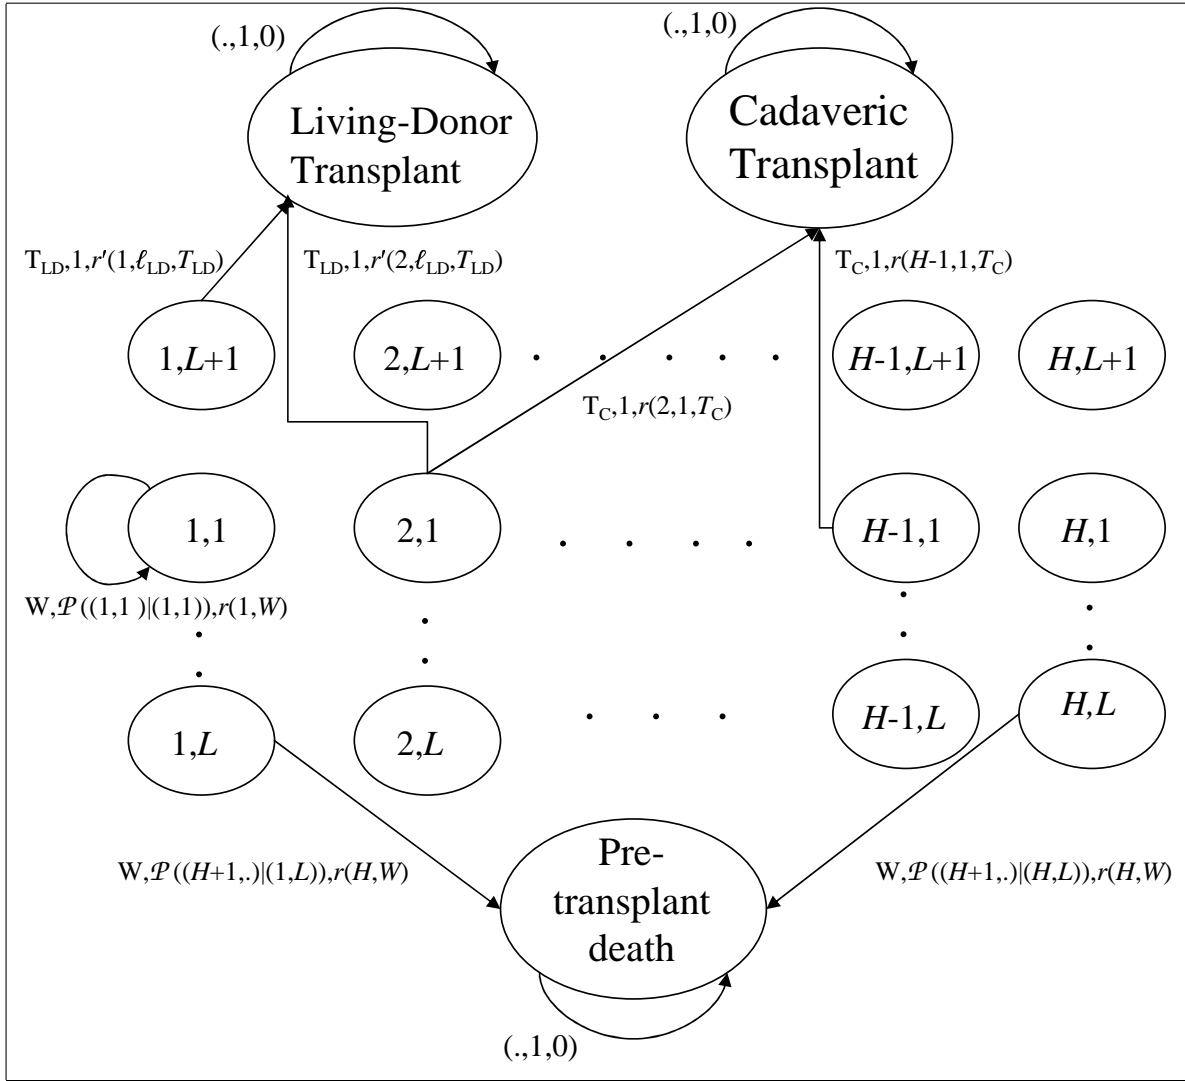 (.,1,0)
(.,1,0)
Living-Donor
Transplant
Cadaveric
Transplant
T_LD,1,r′(1,ℓ_LD,T_LD)
T_LD,1,r′(2,ℓ_LD,T_LD)
T_C,1,r(H-1,1,T_C)
1,L+1
2,L+1
. . . . .
H-1,L+1
H,L+1
T_C,1,r(2,1,T_C)
1,1
2,1
. . . .
H-1,1
H,1
W,𝒫((1,1 )|(1,1)),r(1,W)
1,L
2,L
. . .
H-1,L
H,L
W,𝒫((H+1,.)|(1,L)),r(H,W)
W,𝒫((H+1,.)|(H,L)),r(H,W)
Pre-
transplant
death
(.,1,0)